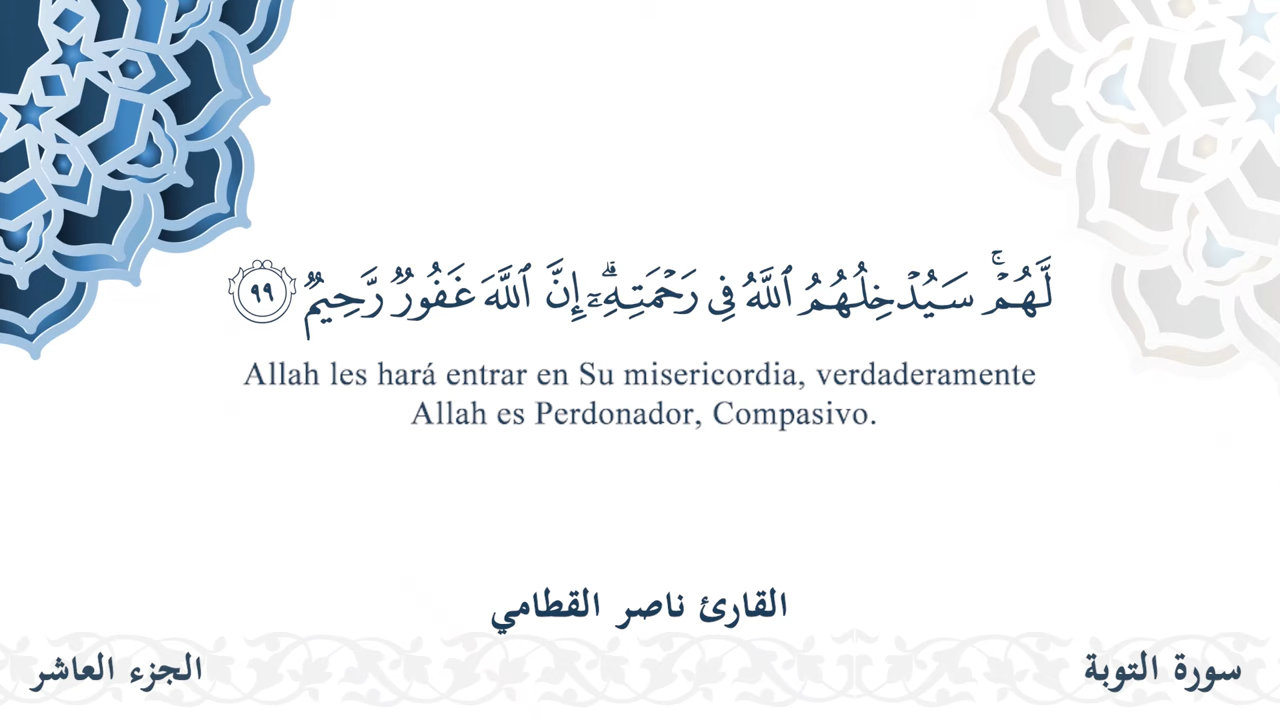 لَّهُمْۚ سَيُدْخِلُهُمُ ٱللَّهُ فِى رَحْمَتِهِۦٓۗ إِنَّ ٱللَّهَ غَفُورٌ رَّحِيمٌ ٩٩
Allah les hará entrar en Su misericordia, verdaderamente
Allah es Perdonador, Compasivo.
القارئ ناصر القطامي
سورة التوبة
الجزء العاشر